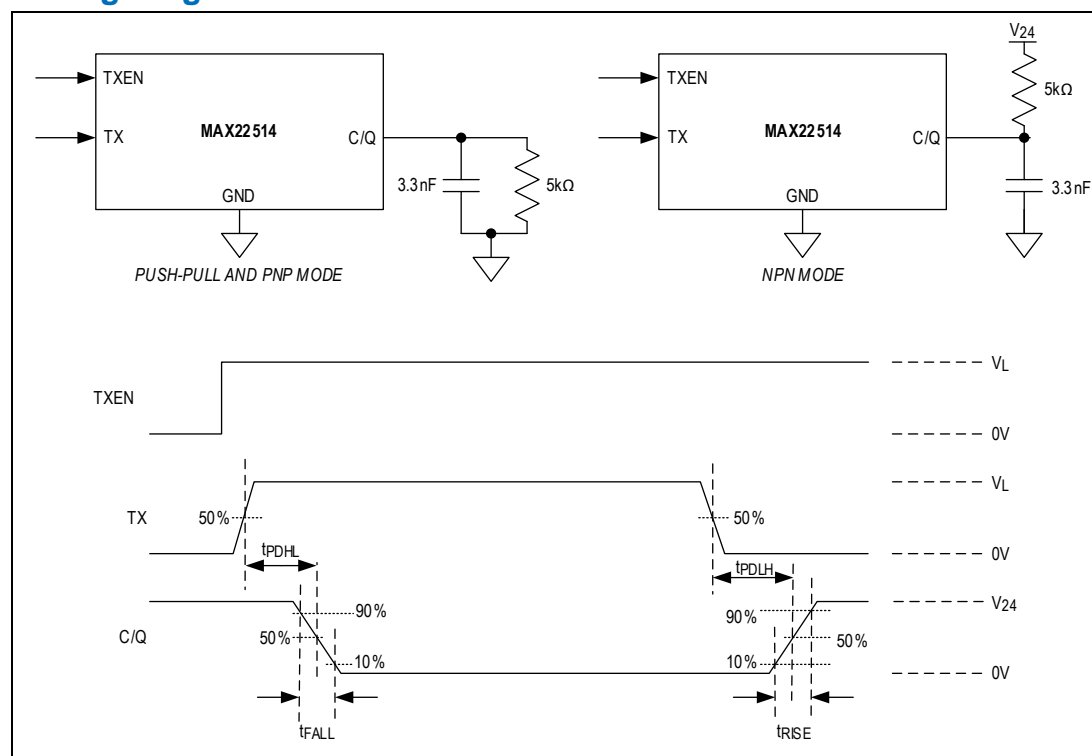 TXEN
TX
MAX22514
C/Q
GND
3.3nF
5kΩ
PUSH-PULL AND PNP MODE
V24
TXEN
TX
MAX22514
C/Q
GND
5kΩ
3.3nF
NPN MODE
TXEN
VL
0V
TX
50%
50%
VL
0V
tPDHL
tPDLH
C/Q
90%
50%
10%
90%
50%
10%
V24
0V
tFALL
tRISE